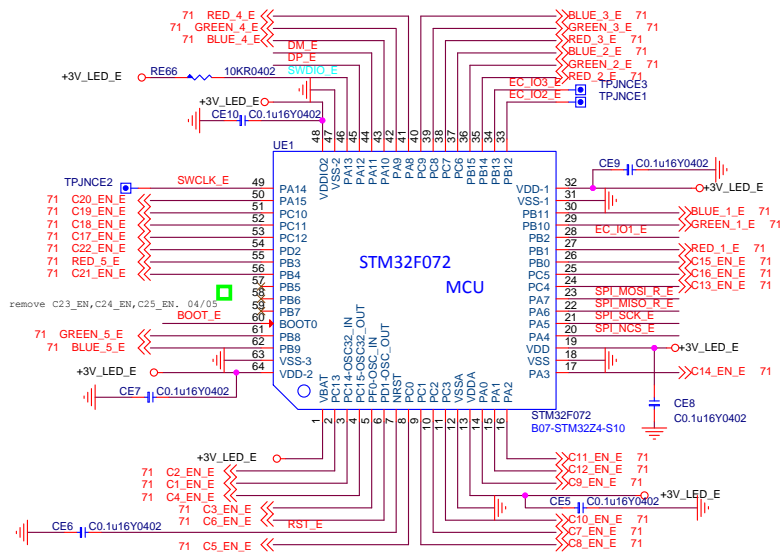 71 RED_4_E
71 GREEN_4_E
71 BLUE_4_E
DM_E
DP_E
SWDIO_E
+3V_LED_E RE66 10KR0402
+3V_LED_E
CE10 C0.1u16Y0402
BLUE_3_E 71
GREEN_3_E 71
RED_3_E 71
BLUE_2_E 71
GREEN_2_E 71
RED_2_E 71
EC_IO3_E TPJNCE3
EC_IO2_E TPJNCE1
48 47 46 45 44 43 42 41 40 39 38 37 36 35 34 33
UE1
VDDIO2 VSS-2 PA13 PA12 PA11 PA10 PA9 PA8 PC9 PC8 PC7 PC6 PB15 PB14 PB13 PB12
TPJNCE2 SWCLK_E 49 PA14
71 C20_EN_E 50 PA15
71 C19_EN_E 51 PC10
71 C18_EN_E 52 PC11
71 C17_EN_E 53 PC12
71 C22_EN_E 54 PD2
71 RED_5_E 55 PB3
71 C21_EN_E 56 PB4
57 PB5
58 PB6
59 PB7
remove C23_EN,C24_EN,C25_EN. 04/05
BOOT_E 60 BOOT0
71 GREEN_5_E 61 PB8
71 BLUE_5_E 62 PB9
63 VSS-3
+3V_LED_E 64 VDD-2
CE7 C0.1u16Y0402
STM32F072
MCU
CE9 C0.1u16Y0402
VDD-1 32 +3V_LED_E
VSS-1 31
PB11 30 BLUE_1_E 71
PB10 29 GREEN_1_E 71
PB2 28 EC_IO1_E
PB1 27 RED_1_E 71
PB0 26 C15_EN_E 71
PC5 25 C16_EN_E 71
PC4 24 C13_EN_E 71
PA7 23 SPI_MOSI_R_E
PA6 22 SPI_MISO_R_E
PA5 21 SPI_SCK_E
PA4 20 SPI_NCS_E
VDD 19 +3V_LED_E
VSS 18
PA3 17 C14_EN_E 71
CE8
C0.1u16Y0402
VBAT PC13 PC14-OSC32_IN PC15-OSC32_OUT PF0-OSC_IN PD1-OSC_OUT NRST PC0 PC1 PC2 PC3 VSSA VDDA PA0 PA1 PA2
STM32F072
B07-STM32Z4-S10
1 2 3 4 5 6 7 8 9 10 11 12 13 14 15 16
+3V_LED_E
71 C2_EN_E
71 C1_EN_E
71 C4_EN_E
71 C3_EN_E
71 C6_EN_E
RST_E
CE6 C0.1u16Y0402
71 C5_EN_E
C11_EN_E 71
C12_EN_E 71
C9_EN_E 71
+3V_LED_E
CE5 C0.1u16Y0402
C10_EN_E 71
C7_EN_E 71
C8_EN_E 71